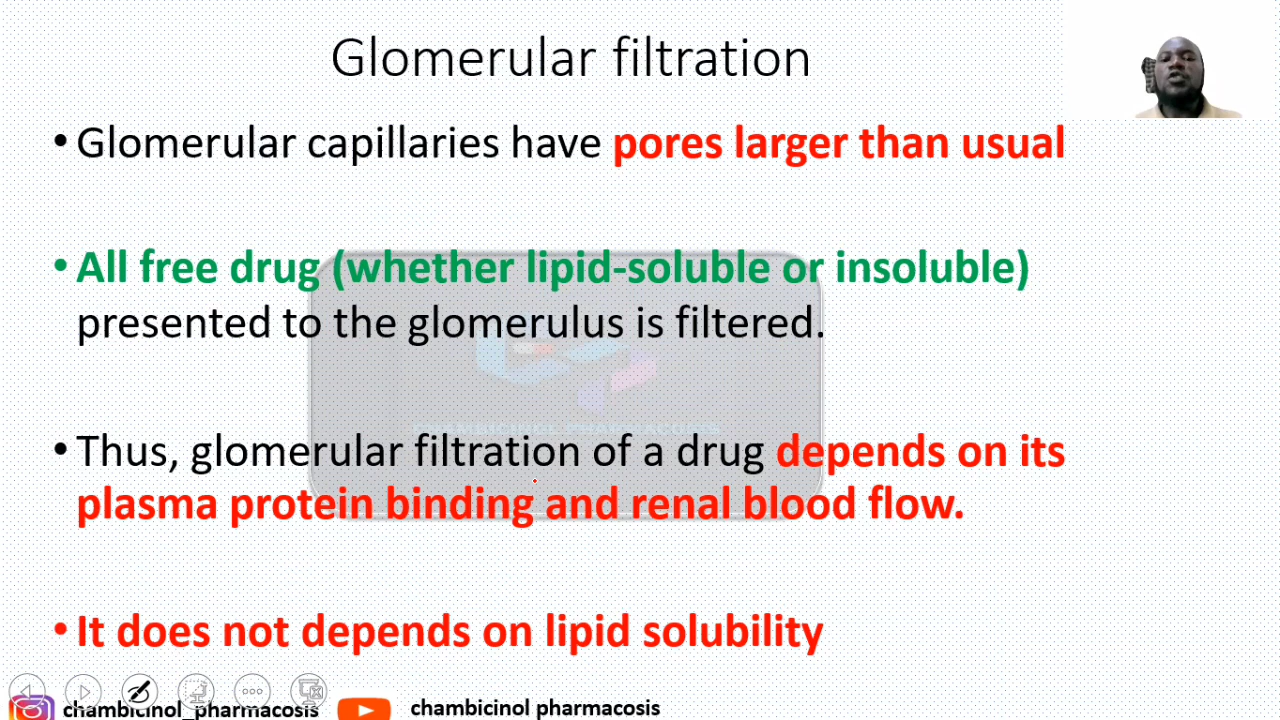 Glomerular filtration
• Glomerular capillaries have pores larger than usual
• All free drug (whether lipid-soluble or insoluble)
presented to the glomerulus is filtered.
• Thus, glomerular filtration of a drug depends on its
plasma protein binding and renal blood flow.
• It does not depends on lipid solubility
chambicinol_pharmacosis
chambicinol pharmacosis